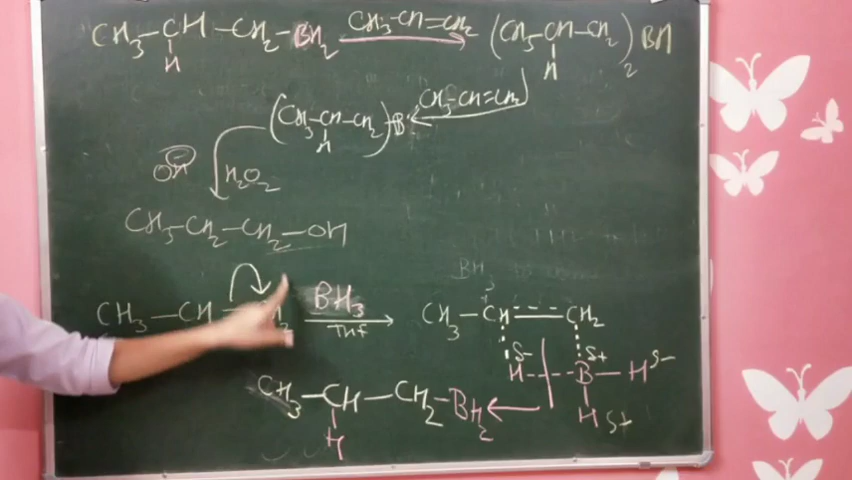 CH3-CH-CH2-BH2 CH3-CH=CH2 (CH3-CH-CH2)2 BH
H H
(CH3-CH-CH2) B CH3-CH=CH2
H
OH⊖ H2O2
CH3-CH2-CH2-OH
BH3
CH3-CH BH3 THF CH3-CH=CH2
δ- δ+
H---B-H δ-
H δ+
CH3-CH-CH2-BH2
H